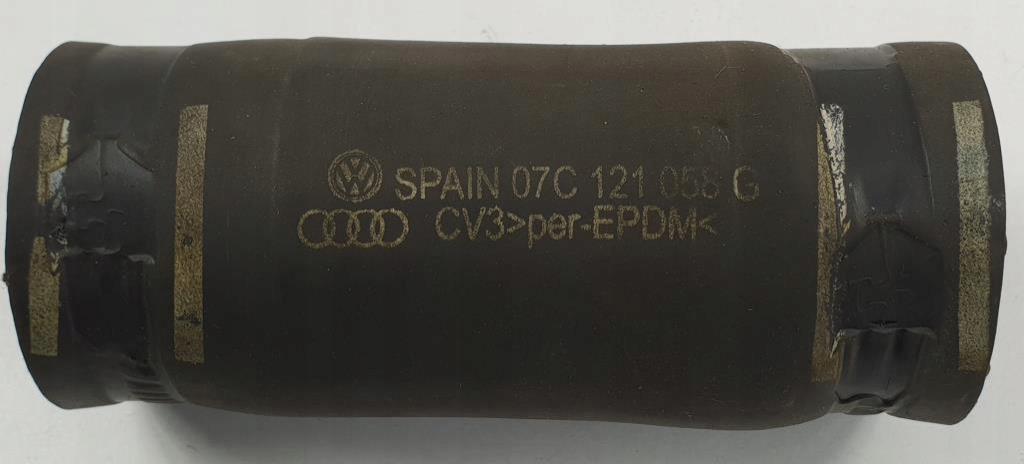 SPAIN 07C 121 058 G
CV3>per-EPDM<